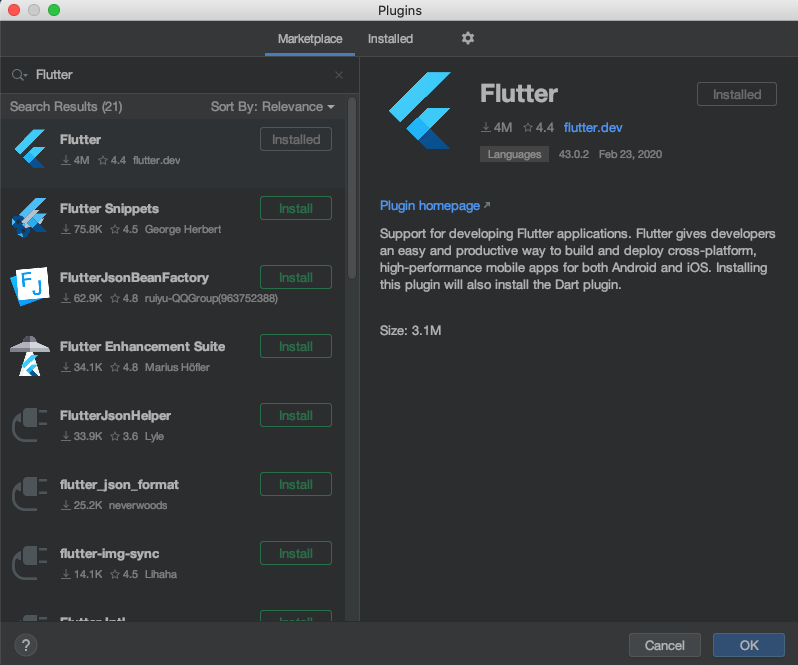 Plugins
Marketplace
Installed
Flutter
Search Results (21)
Sort By: Relevance
Flutter
Installed
4M
4.4
flutter.dev
Flutter Snippets
Install
75.8K
4.5
George Herbert
FlutterJsonBeanFactory
Install
62.9K
4.8
ruiyu-QQGroup(963752388)
Flutter Enhancement Suite
Install
34.1K
4.8
Marius Höfler
FlutterJsonHelper
Install
33.9K
3.6
Lyle
flutter_json_format
Install
25.2K
neverwoods
flutter-img-sync
Install
14.1K
4.5
Lihaha
Flutter Intl
Install
Flutter
Installed
4M
4.4
flutter.dev
Languages
43.0.2
Feb 23, 2020
Plugin homepage
Support for developing Flutter applications. Flutter gives developers
an easy and productive way to build and deploy cross-platform,
high-performance mobile apps for both Android and iOS. Installing
this plugin will also install the Dart plugin.
Size: 3.1M
?
Cancel
OK
FJ